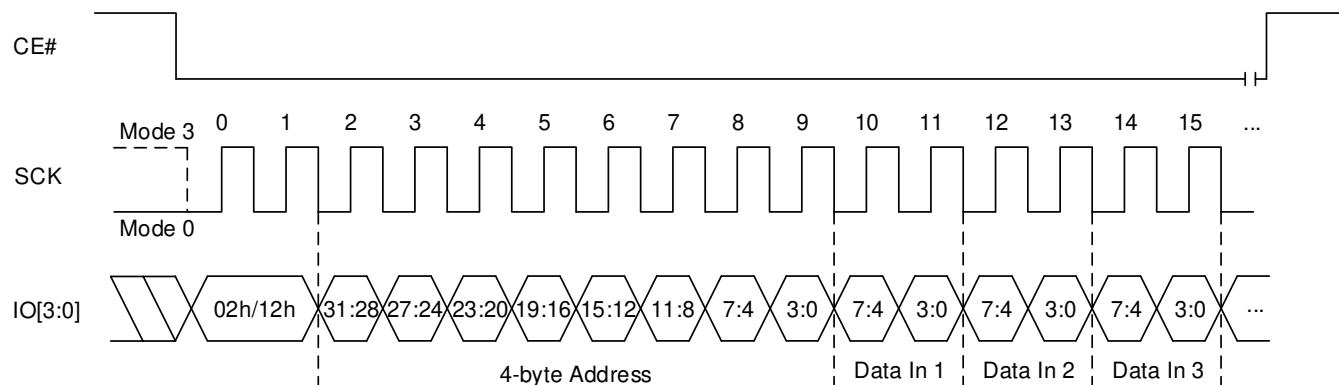 CE#
0 1 2 3 4 5 6 7 8 9 10 11 12 13 14 15 ...
Mode 3
SCK
Mode 0
IO[3:0] 02h/12h 31:28 27:24 23:20 19:16 15:12 11:8 7:4 3:0 7:4 3:0 7:4 3:0 7:4 3:0 ...
4-byte Address Data In 1 Data In 2 Data In 3